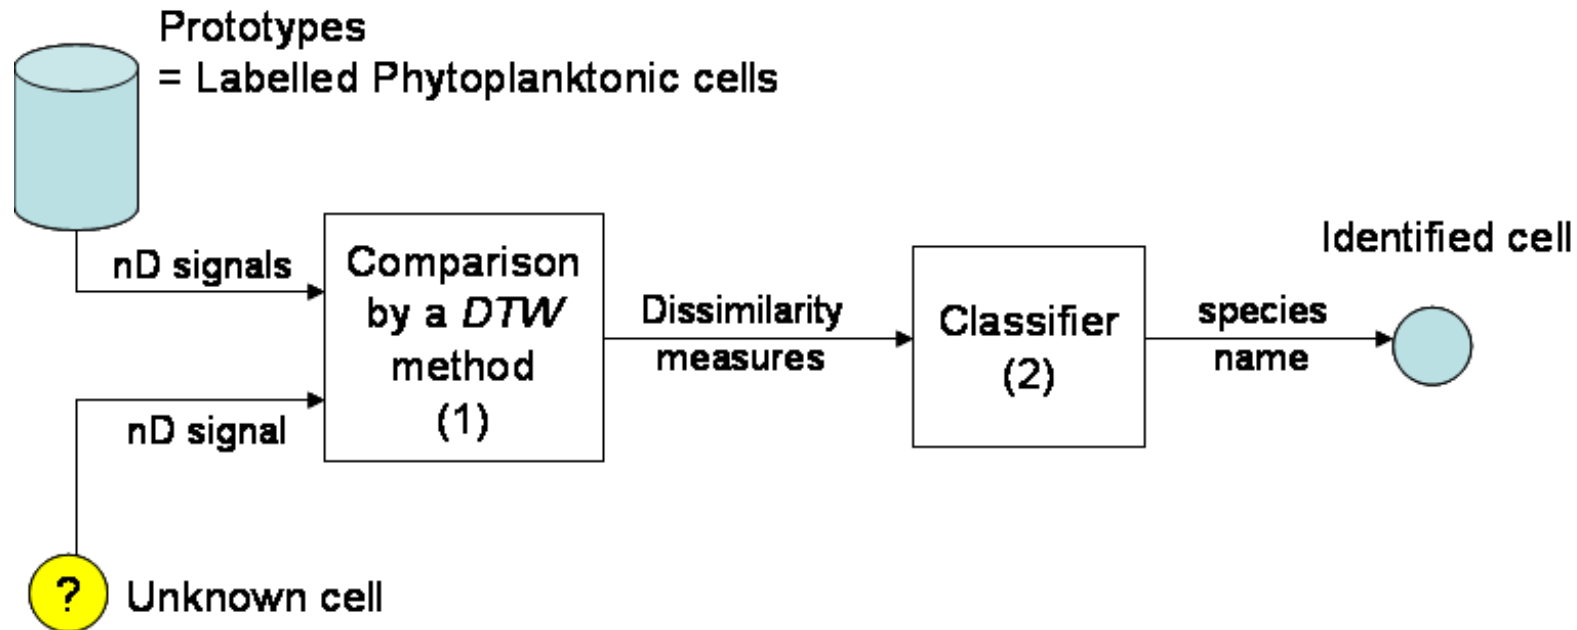 Prototypes
= Labelled Phytoplanktonic cells
nD signals
Comparison
by a DTW
method
(1)
nD signal
?
Unknown cell
Dissimilarity
measures
Classifier
(2)
species
name
Identified cell